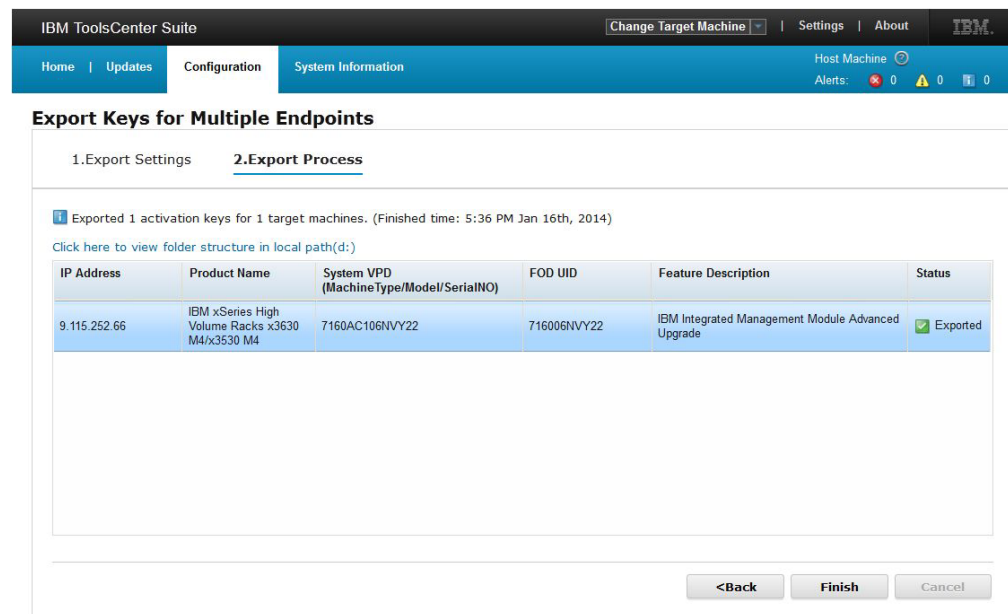 IBM ToolsCenter Suite
Change Target Machine | Settings | About IBM.
Home | Updates Configuration System Information
Host Machine ?
Alerts: 0 0 0
Export Keys for Multiple Endpoints
1.Export Settings 2.Export Process
Exported 1 activation keys for 1 target machines. (Finished time: 5:36 PM Jan 16th, 2014)
Click here to view folder structure in local path(d:)
IP Address Product Name System VPD FOD UID Feature Description Status
(MachineType/Model/SerialNO)
IBM xSeries High
9.115.252.66 Volume Racks x3630 7160AC106NVY22 716006NVY22 IBM Integrated Management Module Advanced Exported
M4/x3530 M4 Upgrade
<Back Finish Cancel